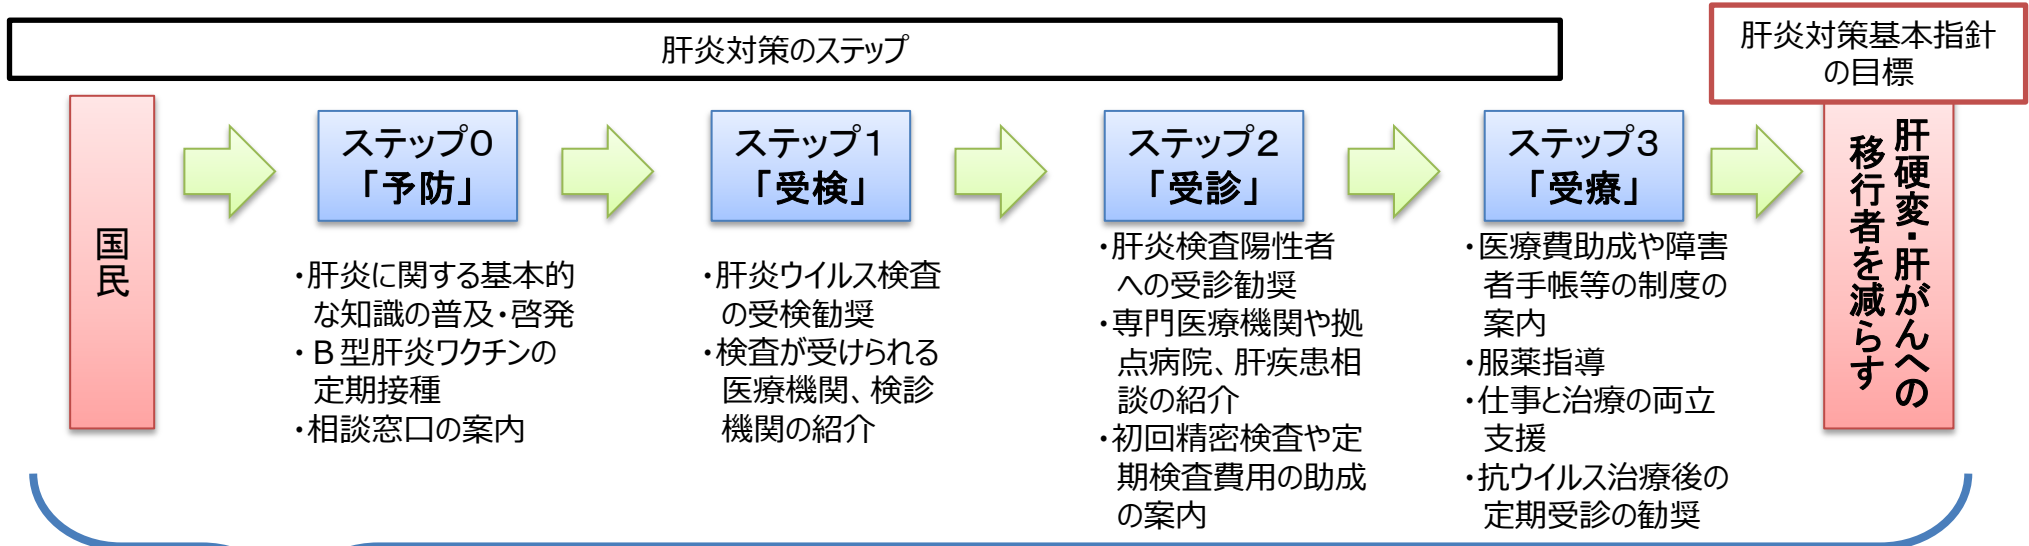 肝炎対策のステップ
肝炎対策基本指針
の目標
国民
ステップ0
「予防」
・肝炎に関する基本的
な知識の普及・啓発
・B型肝炎ワクチンの
定期接種
・相談窓口の案内
ステップ1
「受検」
・肝炎ウイルス検査
の受検勧奨
・検査が受けられる
医療機関、検診
機関の紹介
ステップ2
「受診」
・肝炎検査陽性者
への受診勧奨
・専門医療機関や拠
点病院、肝疾患相
談の紹介
・初回精密検査や定
期検査費用の助成
の案内
ステップ3
「受療」
・医療費助成や障害
者手帳等の制度の
案内
・服薬指導
・仕事と治療の両立
支援
・抗ウイルス治療後の
定期受診の勧奨
肝硬変・肝がんへの
移行者を減らす